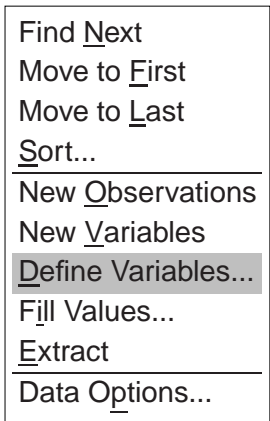 Find Next
Move to First
Move to Last
Sort...
New Observations
New Variables
Define Variables...
Fill Values...
Extract
Data Options...